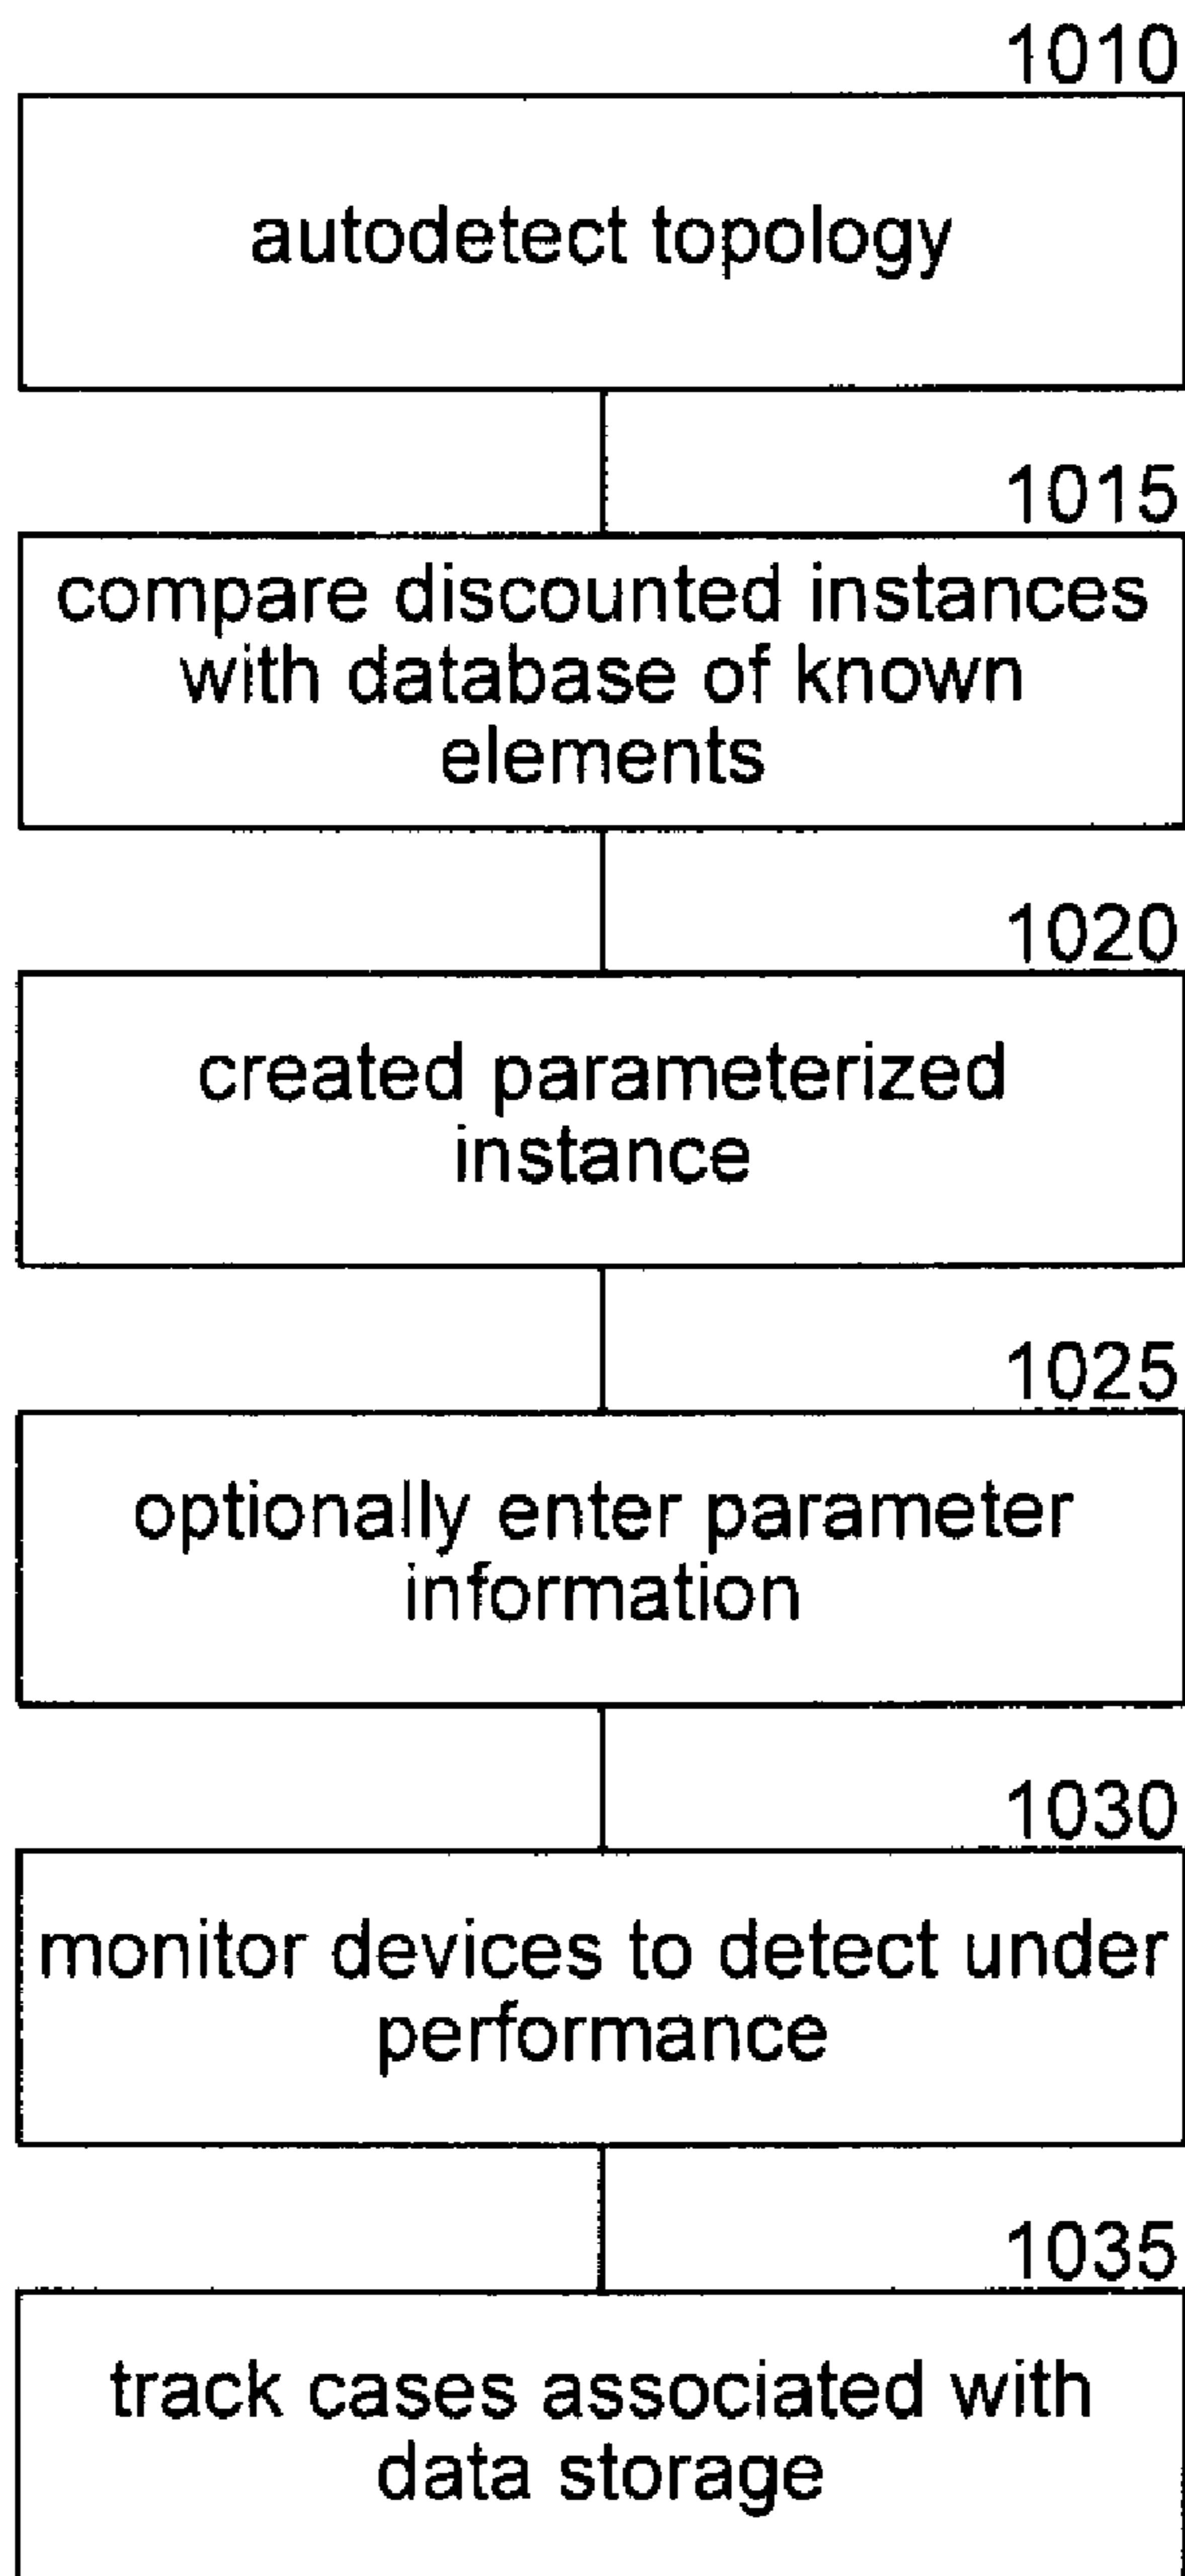 1010
autodetect topology
1015
compare discounted instances
with database of known
elements
1020
created parameterized
instance
1025
optionally enter parameter
information
1030
monitor devices to detect under
performance
1035
track cases associated with
data storage